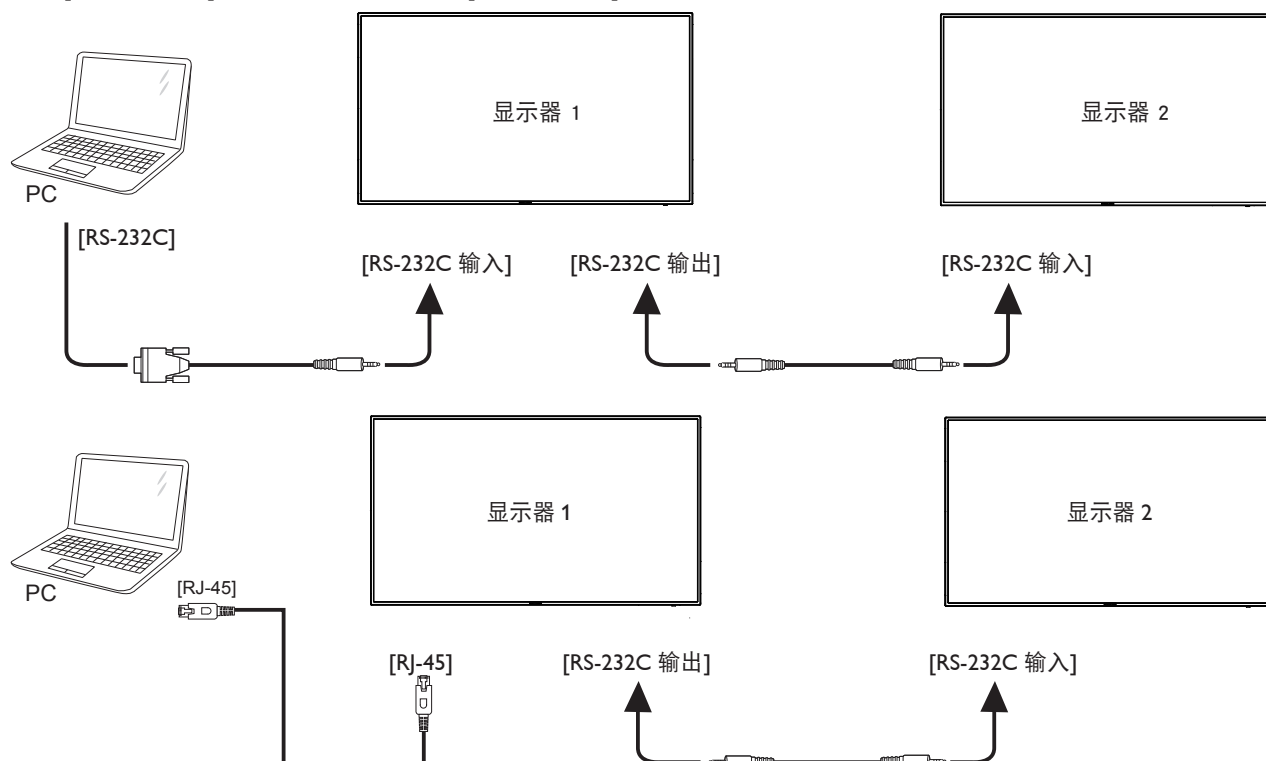 显示器 1
显示器 2
PC
[RS-232C]
[RS-232C 输入]
[RS-232C 输出]
[RS-232C 输入]
显示器 1
显示器 2
PC
[RJ-45]
[RJ-45]
[RS-232C 输出]
[RS-232C 输入]